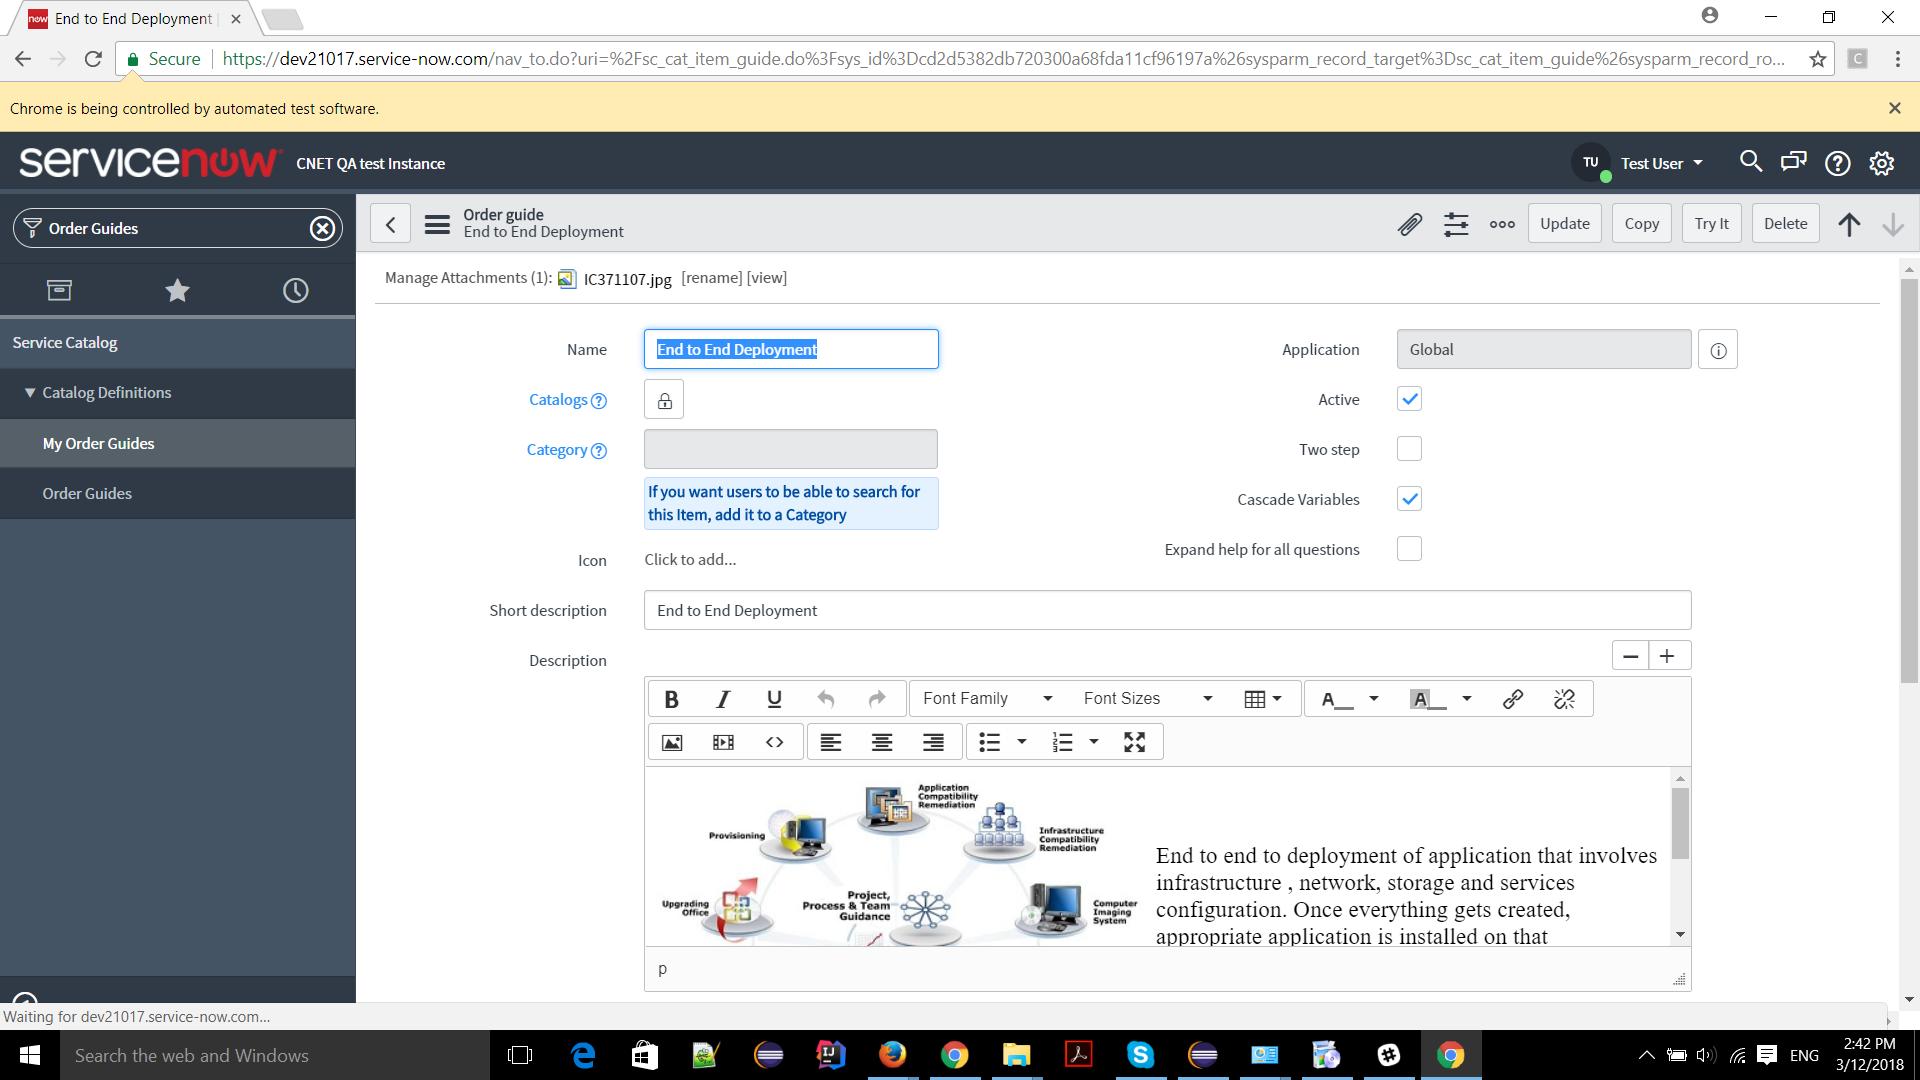 now End to End Deployment
Secure https://dev21017.service-now.com/nav_to.do?uri=%2Fsc_cat_item_guide.do%3Fsys_id%3Dcd2d5382db720300a68fda11cf96197a%26sysparm_record_target%3Dsc_cat_item_guide%26sysparm_record_ro...
Chrome is being controlled by automated test software.
servicenow CNET QA test Instance
TU Test User
Order Guides
Order guide
End to End Deployment
Update Copy Try It Delete
Manage Attachments (1): IC371107.jpg [rename] [view]
Service Catalog
Catalog Definitions
My Order Guides
Order Guides
Name End to End Deployment
Application Global
Catalogs
Active
Category
Two step
If you want users to be able to search for
this Item, add it to a Category
Cascade Variables
Icon Click to add...
Expand help for all questions
Short description End to End Deployment
Description
B I U Font Family Font Sizes A A
Application
Compatibility
Remediation
Provisioning
Infrastructure
Compatibility
Remediation
Upgrading
Office
Project,
Process & Team
Guidance
Computer
Imaging
System
End to end to deployment of application that involves
infrastructure , network, storage and services
configuration. Once everything gets created,
appropriate application is installed on that
p
Waiting for dev21017.service-now.com...
Search the web and Windows
ENG
2:42 PM
3/12/2018